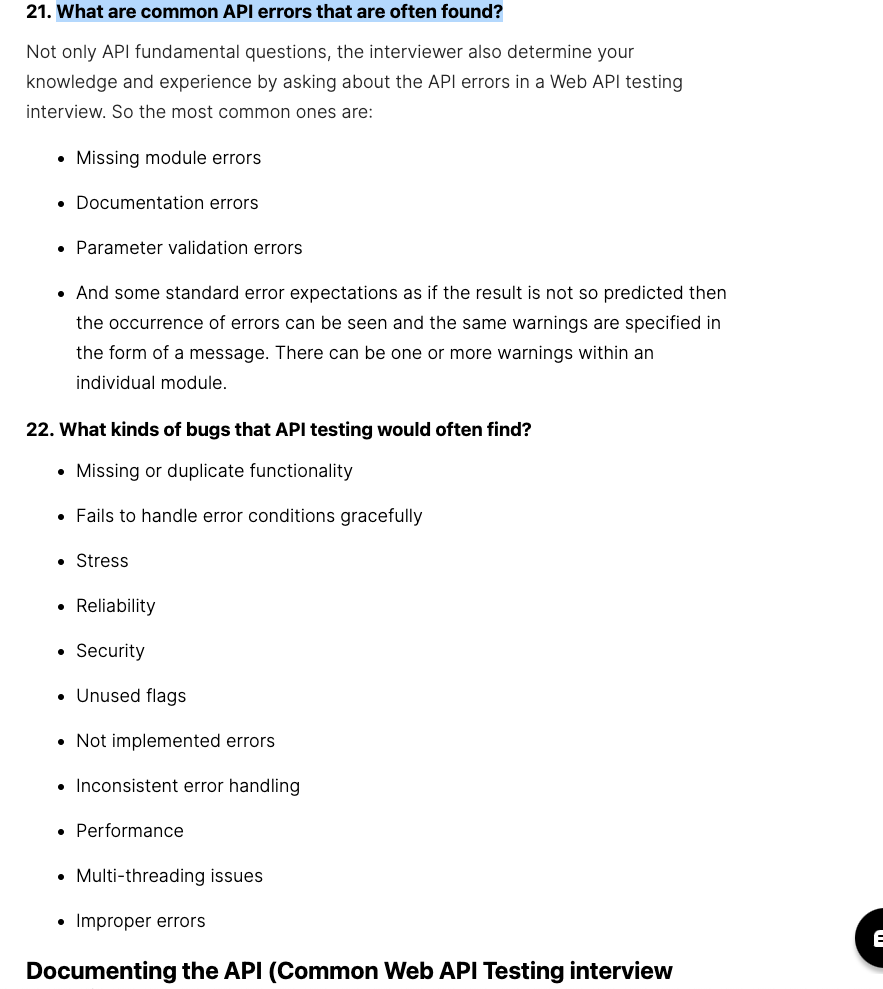 21. What are common API errors that are often found?
Not only API fundamental questions, the interviewer also determine your
knowledge and experience by asking about the API errors in a Web API testing
interview. So the most common ones are:
• Missing module errors
• Documentation errors
• Parameter validation errors
• And some standard error expectations as if the result is not so predicted then
the occurrence of errors can be seen and the same warnings are specified in
the form of a message. There can be one or more warnings within an
individual module.
22. What kinds of bugs that API testing would often find?
• Missing or duplicate functionality
• Fails to handle error conditions gracefully
• Stress
• Reliability
• Security
• Unused flags
• Not implemented errors
• Inconsistent error handling
• Performance
• Multi-threading issues
• Improper errors
Documenting the API (Common Web API Testing interview